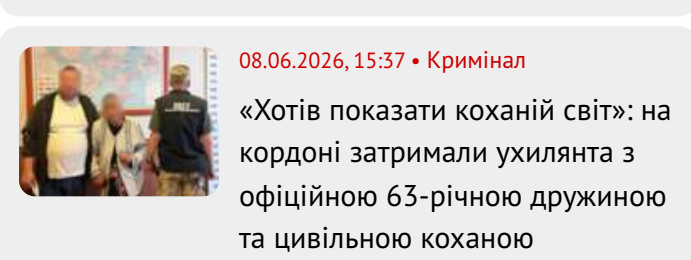 08.06.2026, 15:37 • Кримінал
«Хотів показати коханій світ»: на
кордоні затримали ухилянта з
офіційною 63-річною дружиною
та цивільною коханою